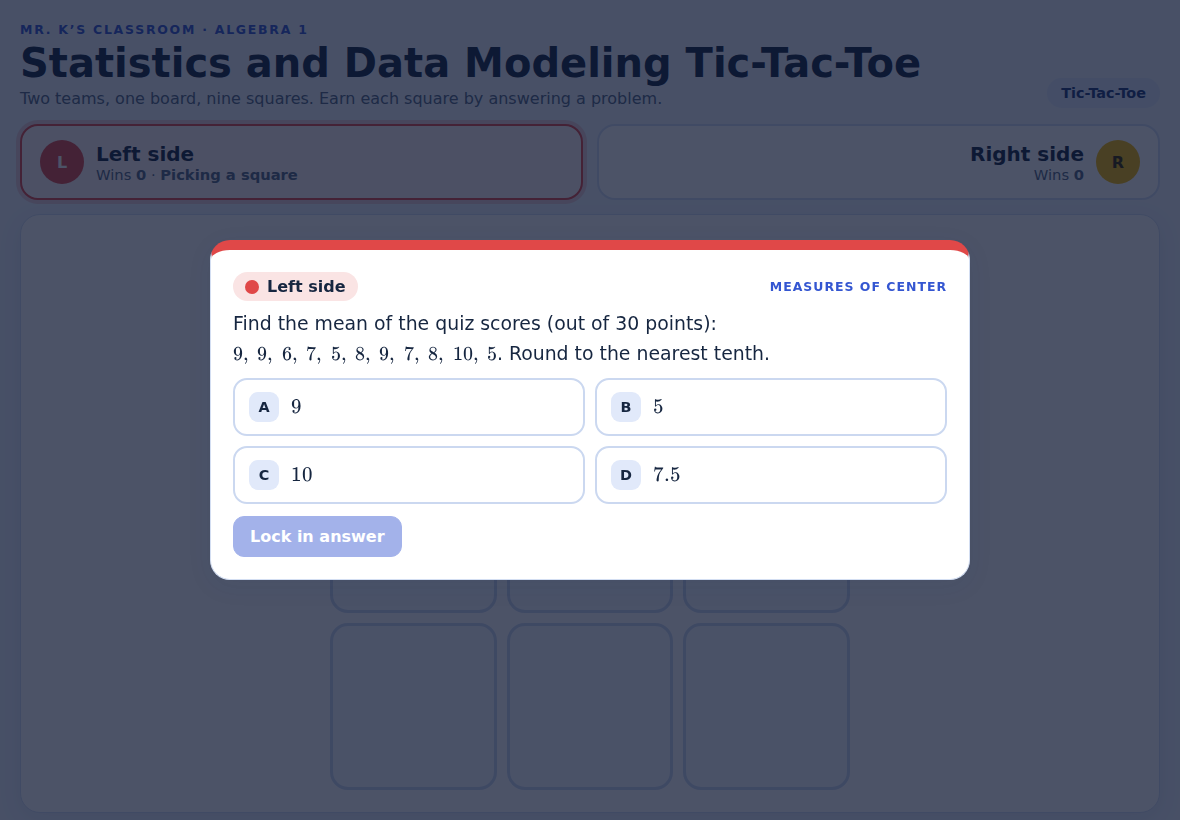 MR. K’S CLASSROOM · ALGEBRA 1
Statistics and Data Modeling Tic-Tac-Toe
Two teams, one board, nine squares. Earn each square by answering a problem.
Tic-Tac-Toe
L
Left side
Wins 0 · Picking a square
Right side
Wins 0
R
Left side
MEASURES OF CENTER
Find the mean of the quiz scores (out of 30 points):
9, 9, 6, 7, 5, 8, 9, 7, 8, 10, 5. Round to the nearest tenth.
A 9
B 5
C 10
D 7.5
Lock in answer